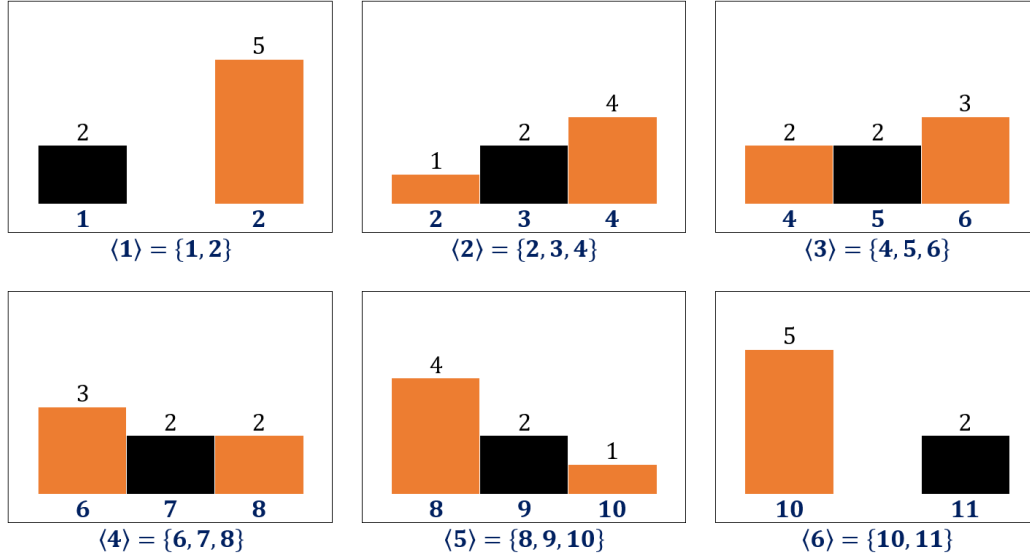 5
2
1 2
⟨1⟩ = {1, 2}
4
2
1
2 3 4
⟨2⟩ = {2, 3, 4}
3
2 2
4 5 6
⟨3⟩ = {4, 5, 6}
3
2 2
6 7 8
⟨4⟩ = {6, 7, 8}
4
2
1
8 9 10
⟨5⟩ = {8, 9, 10}
5
2
10 11
⟨6⟩ = {10, 11}